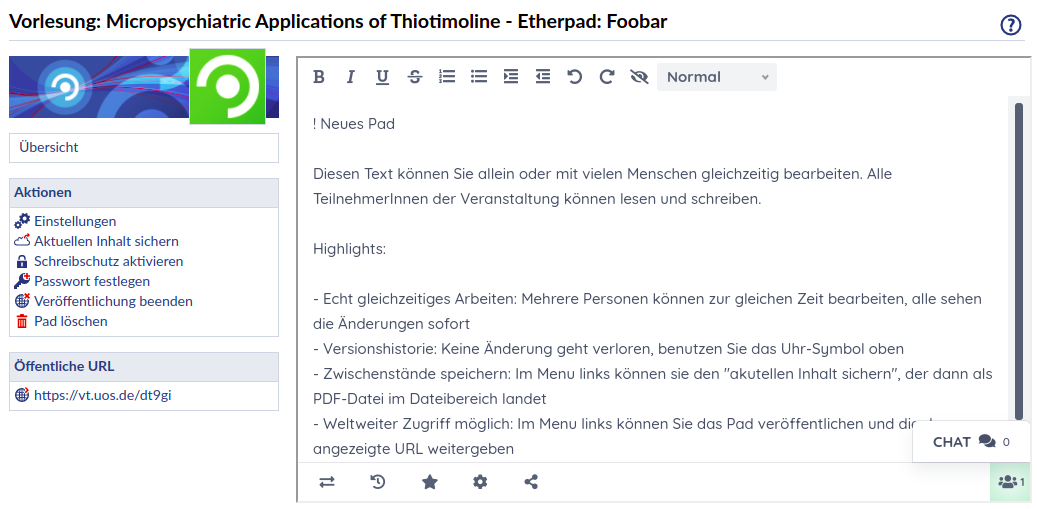 Vorlesung: Micropsychiatric Applications of Thiotimoline - Etherpad: Foobar
?
Übersicht
Aktionen
Einstellungen
Aktuellen Inhalt sichern
Schreibschutz aktivieren
Passwort festlegen
Veröffentlichung beenden
Pad löschen
Öffentliche URL
https://vt.uos.de/dt9gi
B I U S Normal
! Neues Pad
Diesen Text können Sie allein oder mit vielen Menschen gleichzeitig bearbeiten. Alle
TeilnehmerInnen der Veranstaltung können lesen und schreiben.
Highlights:
- Echt gleichzeitiges Arbeiten: Mehrere Personen können zur gleichen Zeit bearbeiten, alle sehen
die Änderungen sofort
- Versionshistorie: Keine Änderung geht verloren, benutzen Sie das Uhr-Symbol oben
- Zwischenstände speichern: Im Menu links können sie den "akutellen Inhalt sichern", der dann als
PDF-Datei im Dateibereich landet
- Weltweiter Zugriff möglich: Im Menu links können Sie das Pad veröffentlichen und
angezeigte URL weitergeben
CHAT 0
1